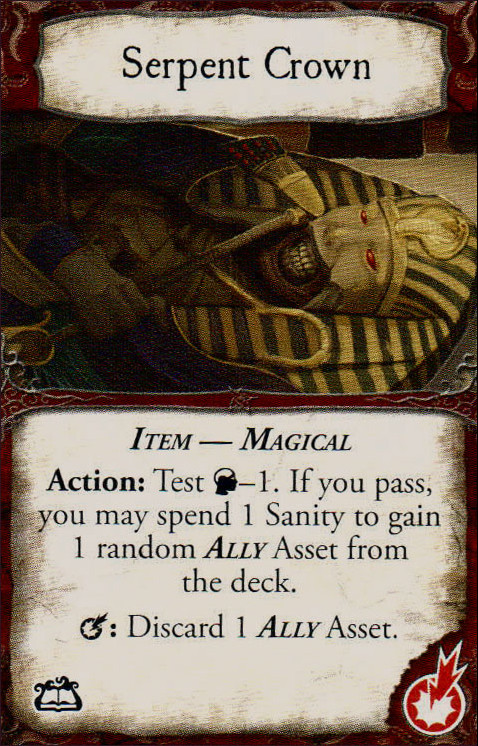 Serpent Crown
Item — Magical
Action: Test –1. If you pass,
you may spend 1 Sanity to gain
1 random Ally Asset from
the deck.
: Discard 1 Ally Asset.